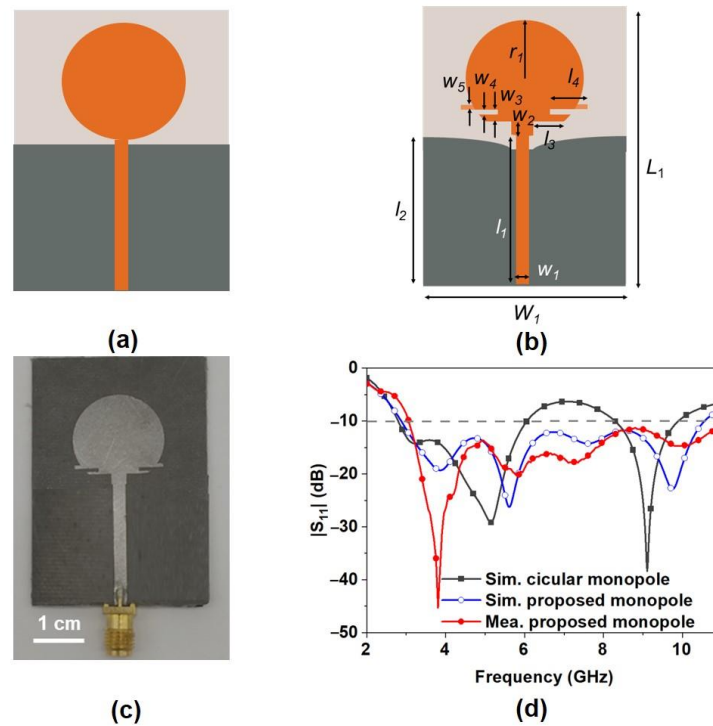 r1
w5
w4
w3
w2
l4
l3
L1
l2
l1
w1
W1
(a)
(b)
1 cm
(c)
0
–10
–20
–30
–40
–50
|S11| (dB)
Sim. cicular monopole
Sim. proposed monopole
Mea. proposed monopole
2 4 6 8 10
Frequency (GHz)
(d)